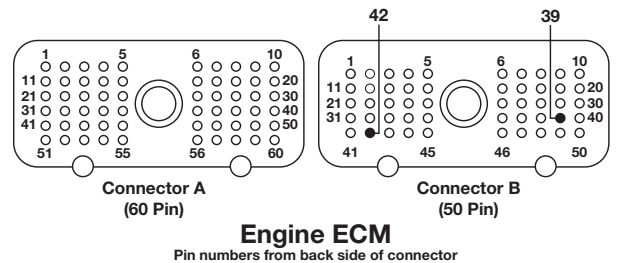 42 39
1 5 6 10
11 20
21 30
31 40
41 50
51 55 56 60
1 5 6 10
11 20
21 30
31 40
41 45 46 50
Connector A
(60 Pin)
Connector B
(50 Pin)
Engine ECM
Pin numbers from back side of connector